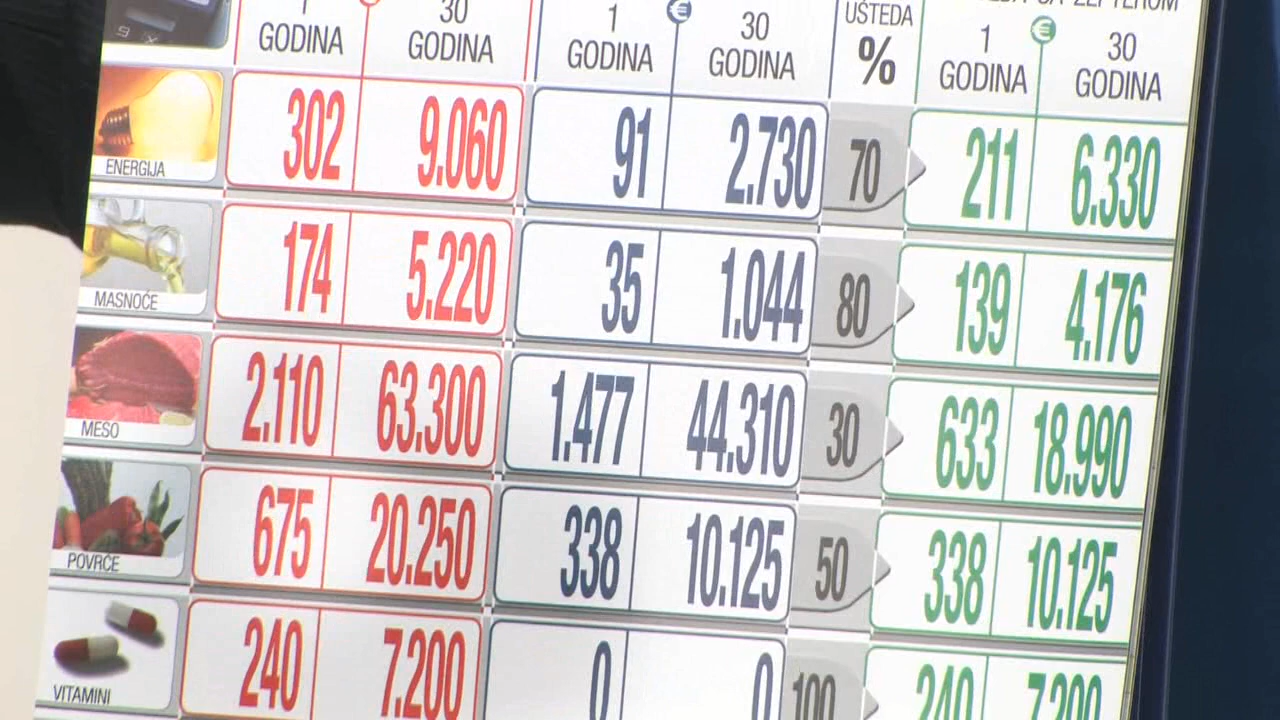 SA ZEPTEROM
1 30 1 € 30 UŠTEDA 1 € 30
GODINA GODINA GODINA GODINA % GODINA GODINA
ENERGIJA 302 9.060 91 2.730 70 211 6.330
MASNOĆE 174 5.220 35 1.044 80 139 4.176
MESO 2.110 63.300 1.477 44.310 30 633 18.990
POVRĆE 675 20.250 338 10.125 50 338 10.125
VITAMINI 240 7.200 0 0 100 240 7.200